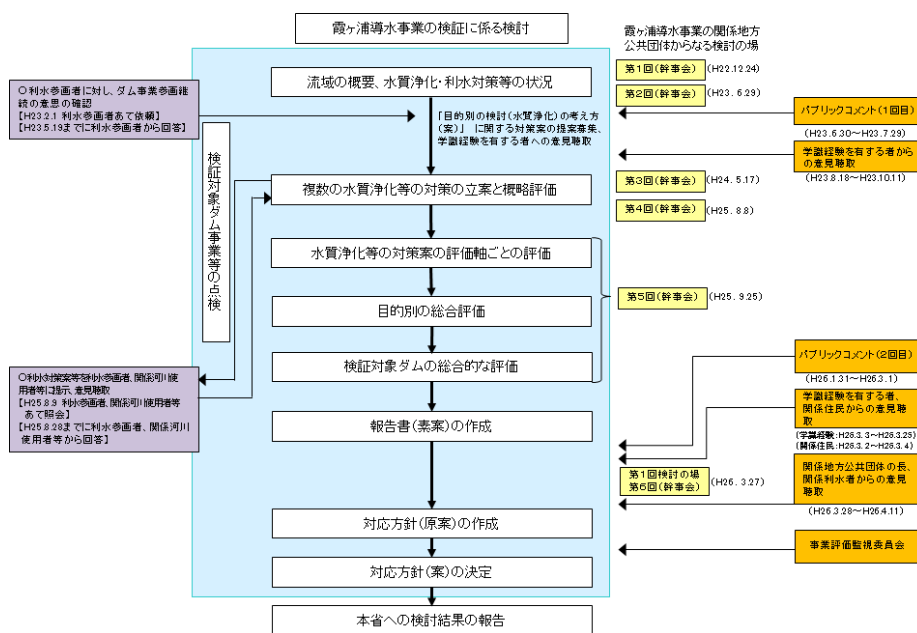 霞ヶ浦導水事業の検証に係る検討
霞ヶ浦導水事業の関係地方
公共団体からなる検討の場
流域の概要、水質浄化・利水対策等の状況
第1回(幹事会)
(H22.12.24)
第2回(幹事会)
(H23.6.29)
○利水参画者に対し、ダム事業参画継
続の意思の確認
【H23.2.1 利水参画者あて依頼】
【H23.5.19までに利水参画者から回答】
「目的別の検討(水質浄化)の考え方
(案)」 に関する対策案の提案募集、
学識経験を有する者への意見聴取
パブリックコメント(1回目)
(H23.6.30～H23.7.29)
学識経験を有する者から
の意見聴取
(H23.8.18～H23.10.11)
検証対象ダム事業等の点検
複数の水質浄化等の対策の立案と概略評価
第3回(幹事会)
(H24.5.17)
第4回(幹事会)
(H25.8.8)
水質浄化等の対策案の評価軸ごとの評価
第5回(幹事会)
(H25.9.25)
目的別の総合評価
検証対象ダムの総合的な評価
パブリックコメント(2回目)
(H26.1.31～H26.3.1)
○利水対策案等を利水参画者、関係河川使
用者等に提示、意見聴取
【H25.8.9 利水参画者、関係河川使用者等
あて照会】
【H25.8.28までに利水参画者、関係河川
使用者等から回答】
報告書(素案)の作成
学識経験を有する者、
関係住民からの意見聴
取
(学識経験:H26.3.3～H26.3.25)
(関係住民:H26.3.2～H26.3.4)
第1回検討の場
第6回(幹事会)
(H26.3.27)
関係地方公共団体の長、
関係利水者からの意見
聴取
(H26.3.28～H26.4.11)
対応方針(原案)の作成
事業評価監視委員会
対応方針(案)の決定
本省への検討結果の報告